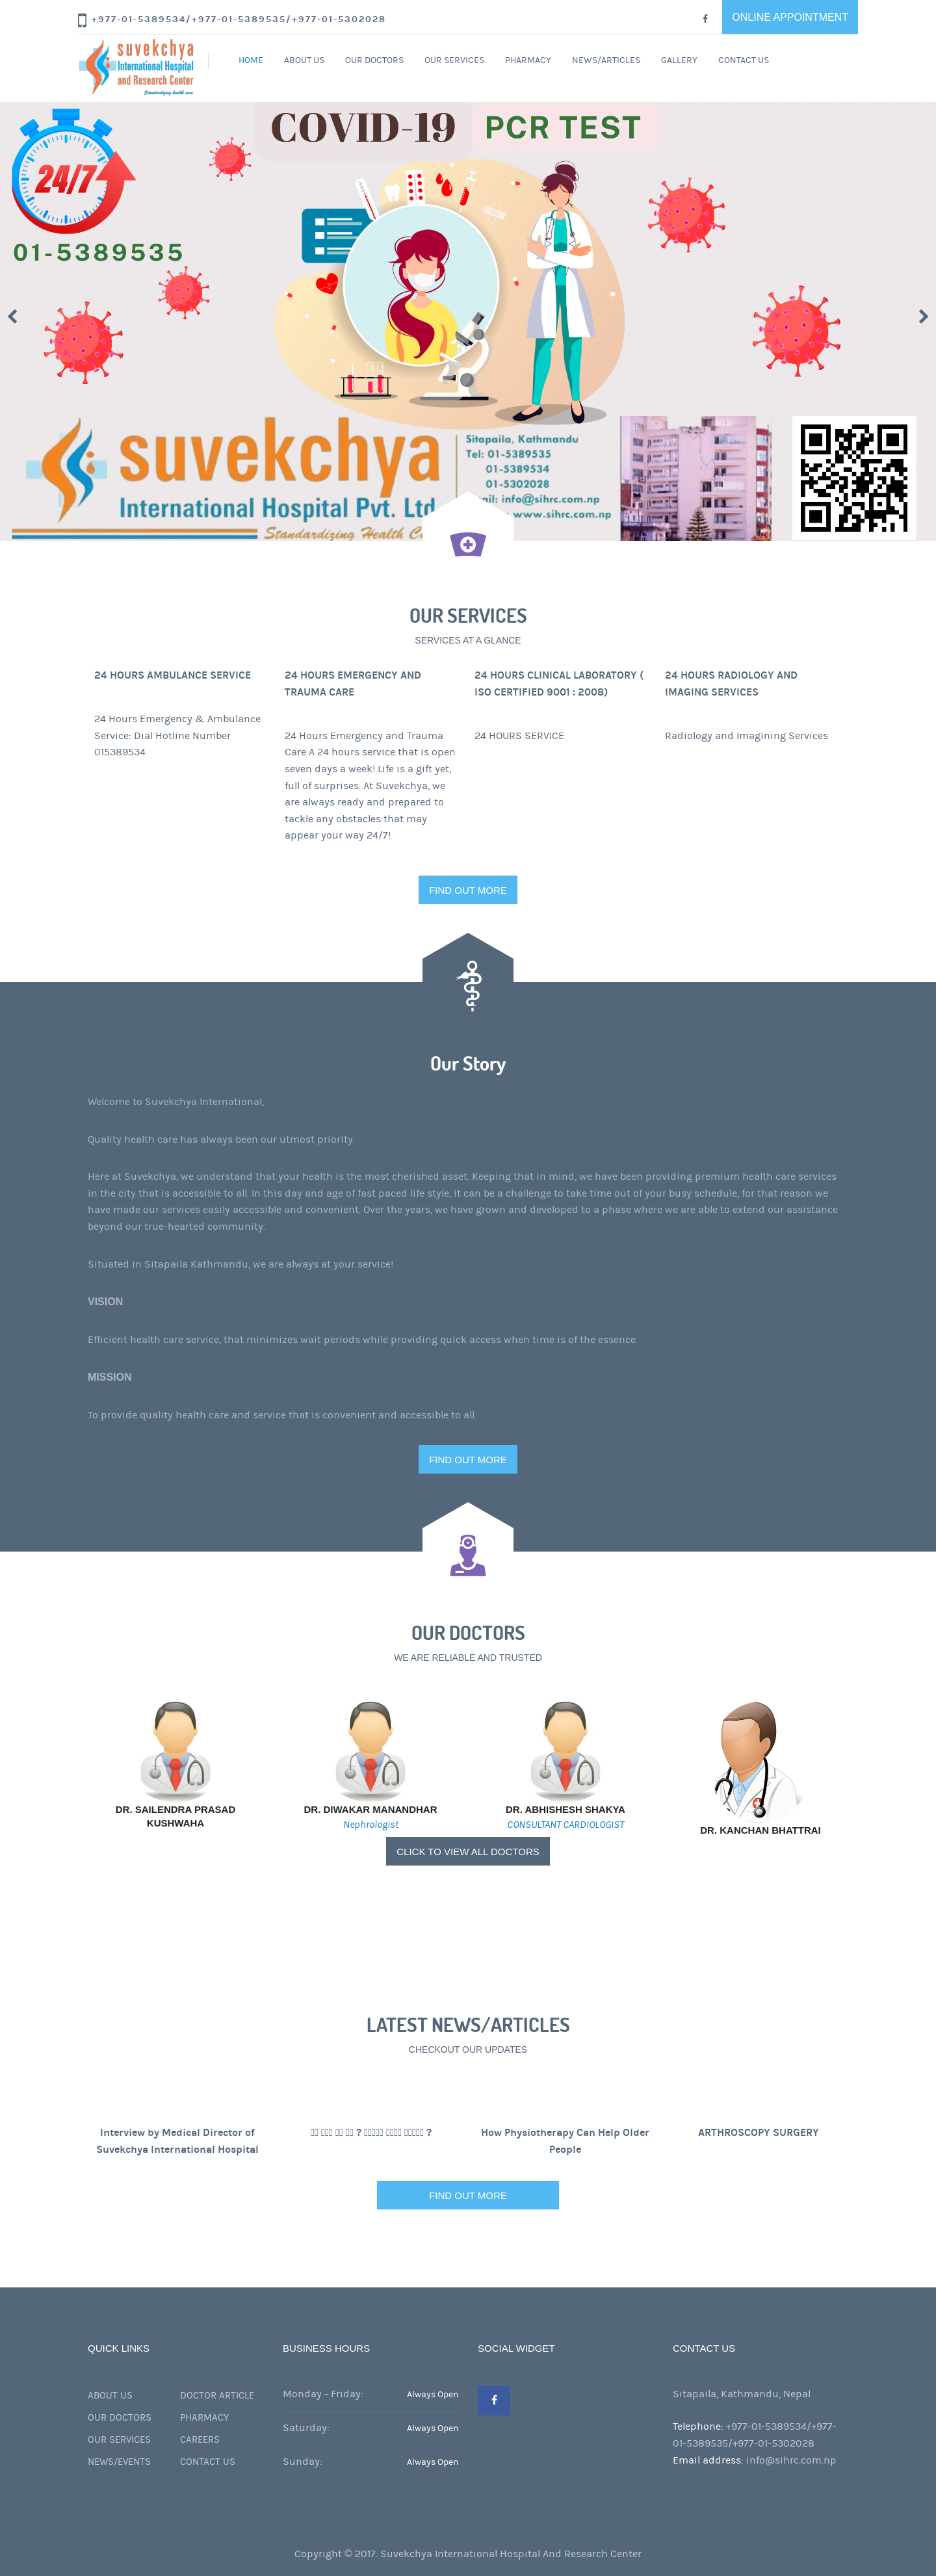 +977-01-5389534/+977-01-5389535/+977-01-5302028
ONLINE APPOINTMENT
suvekchya
International Hospital
and Research Center
Standardizing health care
HOME ABOUT US OUR DOCTORS OUR SERVICES PHARMACY NEWS/ARTICLES GALLERY CONTACT US
COVID-19 PCR TEST
24/7
01-5389535
suvekchya
International Hospital Pvt. Ltd
Standardizing Health
Sitapaila, Kathmandu
Tel: 01-5389535
01-5389534
01-5302028
info@sihrc.com.np
www.sihrc.com.np
OUR SERVICES
SERVICES AT A GLANCE
24 HOURS AMBULANCE SERVICE
24 Hours Emergency & Ambulance
Service: Dial Hotline Number
015389534
24 HOURS EMERGENCY AND
TRAUMA CARE
24 Hours Emergency and Trauma
Care A 24 hours service that is open
seven days a week! Life is a gift yet,
full of surprises. At Suvekchya, we
are always ready and prepared to
tackle any obstacles that may
appear your way 24/7!
24 HOURS CLINICAL LABORATORY (
ISO CERTIFIED 9001 : 2008)
24 HOURS SERVICE
24 HOURS RADIOLOGY AND
IMAGING SERVICES
Radiology and Imagining Services
FIND OUT MORE
Our Story
Welcome to Suvekchya International,
Quality health care has always been our utmost priority.
Here at Suvekchya, we understand that your health is the most cherished asset. Keeping that in mind, we have been providing premium health care services
in the city that is accessible to all. In this day and age of fast paced life style, it can be a challenge to take time out of your busy schedule, for that reason we
have made our services easily accessible and convenient. Over the years, we have grown and developed to a phase where we are able to extend our assistance
beyond our true-hearted community.
Situated in Sitapaila Kathmandu, we are always at your service!
VISION
Efficient health care service, that minimizes wait periods while providing quick access when time is of the essence.
MISSION
To provide quality health care and service that is convenient and accessible to all.
FIND OUT MORE
OUR DOCTORS
WE ARE RELIABLE AND TRUSTED
DR. SAILENDRA PRASAD
KUSHWAHA
DR. DIWAKAR MANANDHAR
Nephrologist
DR. ABHISHESH SHAKYA
CONSULTANT CARDIOLOGIST
DR. KANCHAN BHATTRAI
CLICK TO VIEW ALL DOCTORS
LATEST NEWS/ARTICLES
CHECKOUT OUR UPDATES
Interview by Medical Director of
Suvekchya International Hospital
? ?
How Physiotherapy Can Help Older
People
ARTHROSCOPY SURGERY
FIND OUT MORE
QUICK LINKS
ABOUT US DOCTOR ARTICLE
OUR DOCTORS PHARMACY
OUR SERVICES CAREERS
NEWS/EVENTS CONTACT US
BUSINESS HOURS
Monday - Friday: Always Open
Saturday: Always Open
Sunday: Always Open
SOCIAL WIDGET
CONTACT US
Sitapaila, Kathmandu, Nepal
Telephone: +977-01-5389534/+977-
01-5389535/+977-01-5302028
Email address: info@sihrc.com.np
Copyright © 2017. Suvekchya International Hospital And Research Center